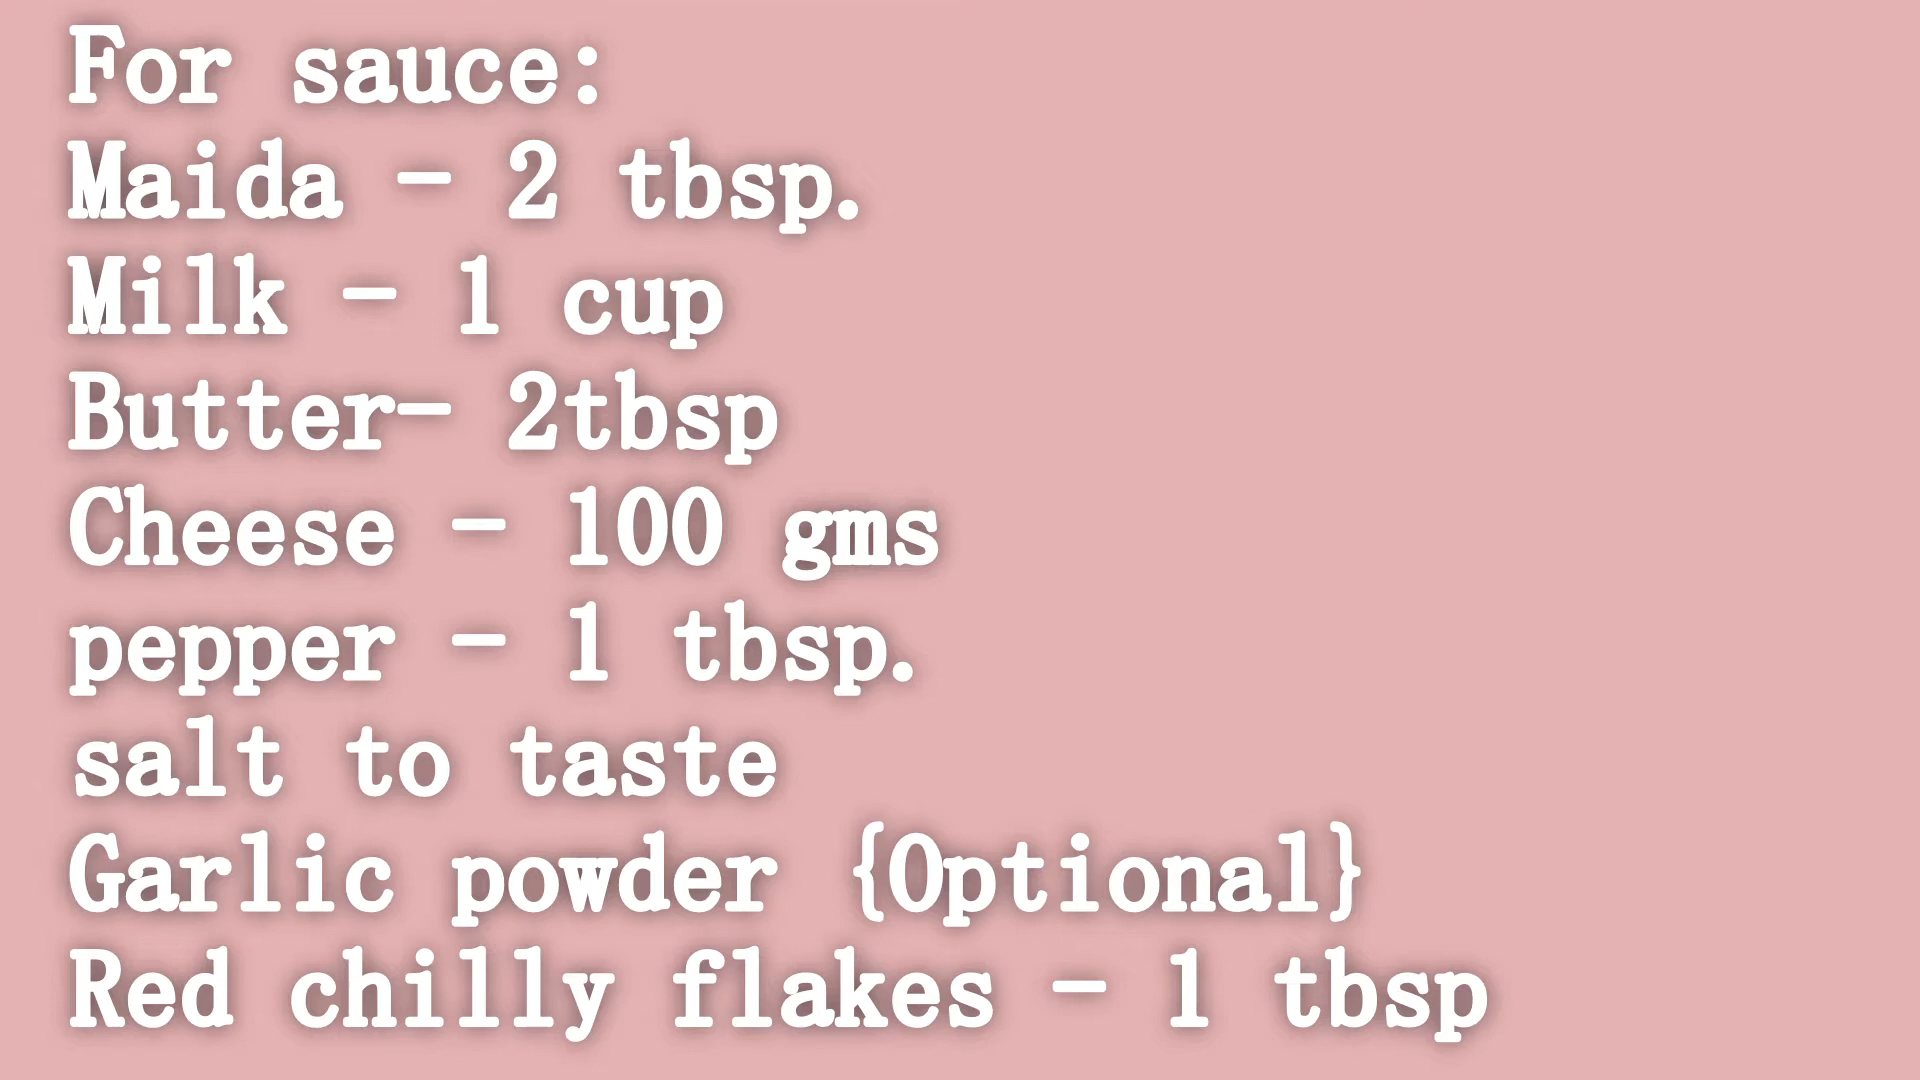 For sauce:
Maida - 2 tbsp.
Milk - 1 cup
Butter- 2tbsp
Cheese - 100 gms
pepper - 1 tbsp.
salt to taste
Garlic powder {Optional}
Red chilly flakes - 1 tbsp